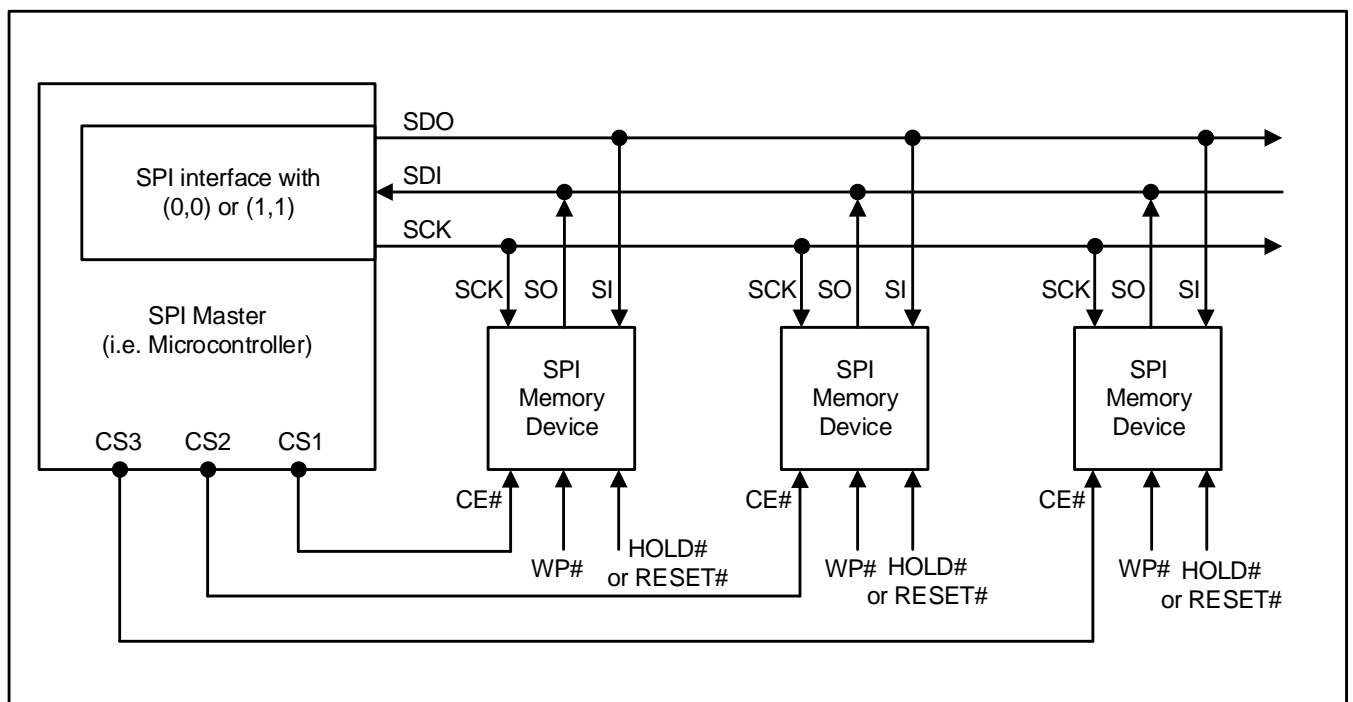 SDO
SPI interface with
(0,0) or (1,1)
SDI
SCK
SPI Master
(i.e. Microcontroller)
SCK SO SI
SCK SO SI
SCK SO SI
SPI
Memory
Device
SPI
Memory
Device
SPI
Memory
Device
CS3 CS2 CS1
CE#
WP#
HOLD#
or RESET#
CE#
WP#
HOLD#
or RESET#
CE#
WP#
HOLD#
or RESET#